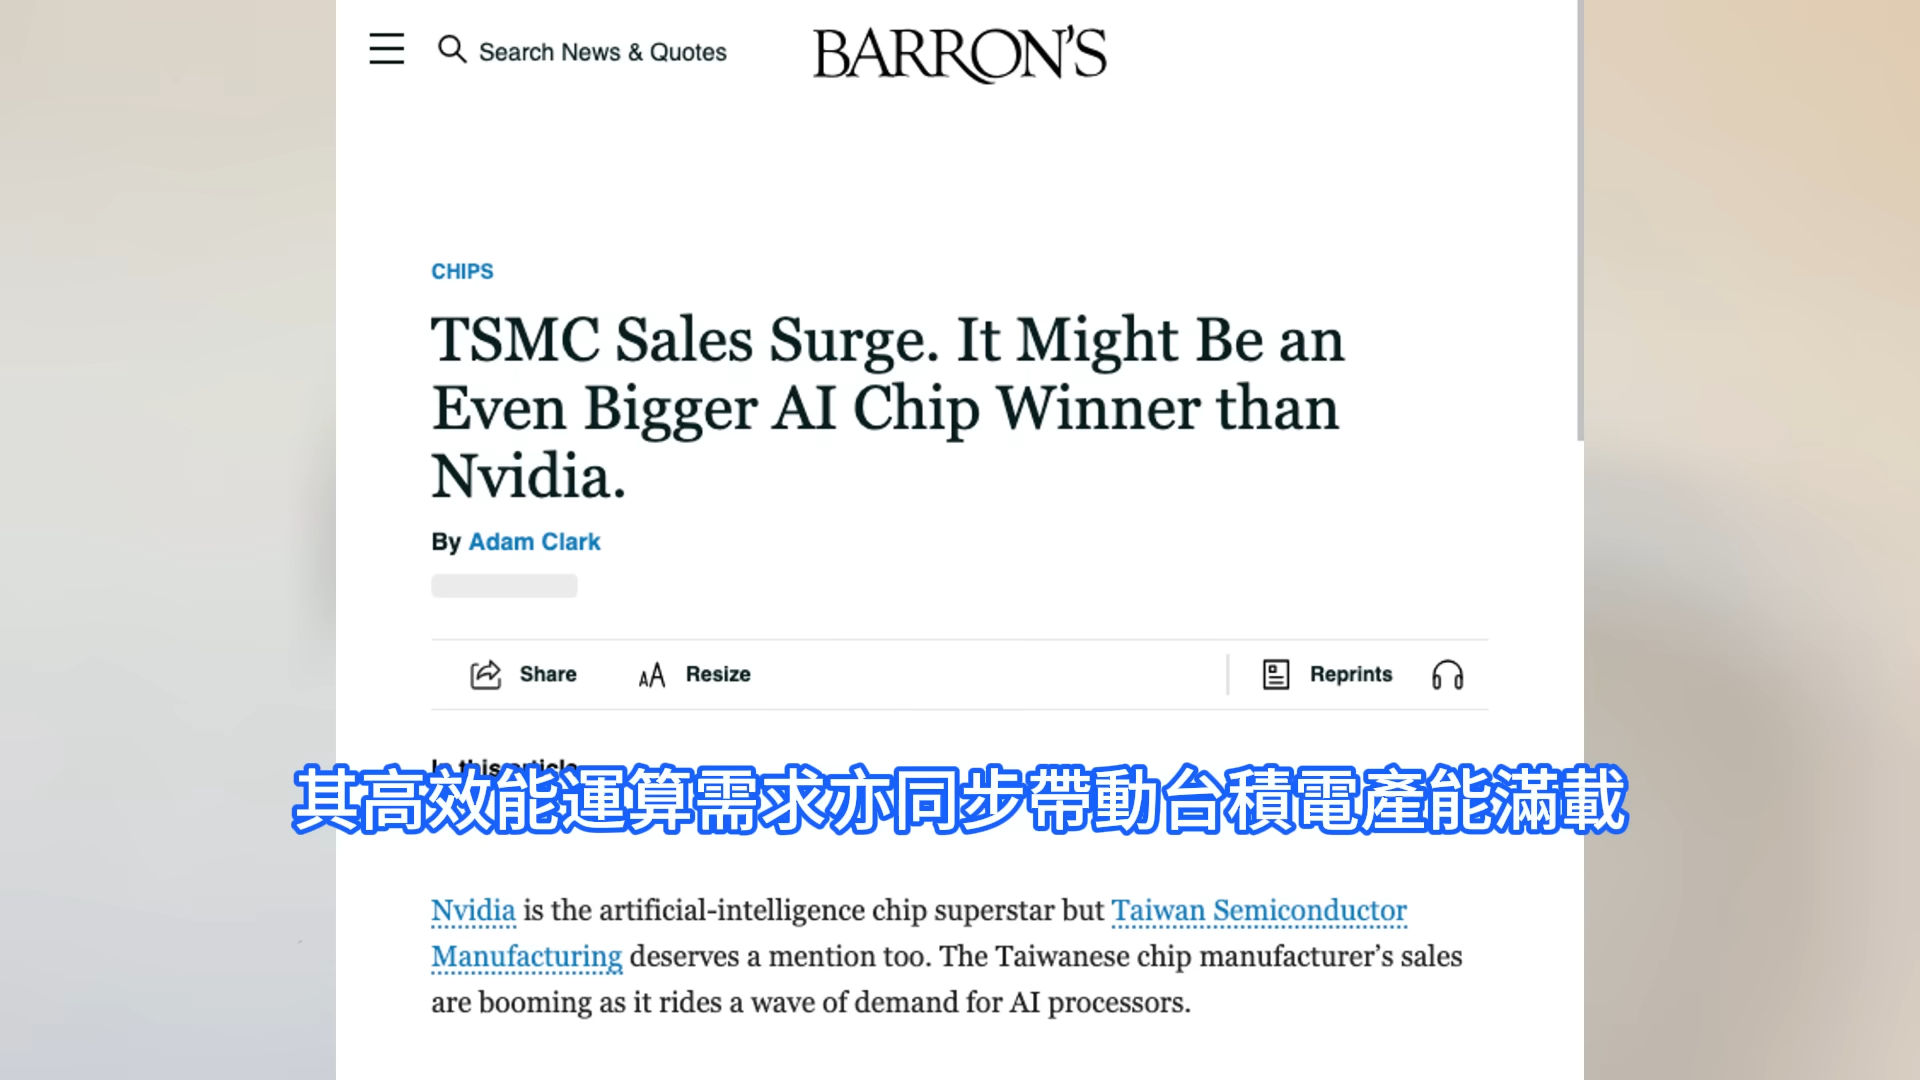 Search News & Quotes
BARRON'S
CHIPS
TSMC Sales Surge. It Might Be an
Even Bigger AI Chip Winner than
Nvidia.
By Adam Clark
Share
Resize
Reprints
In this article
其高效能運算需求亦同步帶動台積電產能滿載
Nvidia is the artificial-intelligence chip superstar but Taiwan Semiconductor
Manufacturing deserves a mention too. The Taiwanese chip manufacturer’s sales
are booming as it rides a wave of demand for AI processors.